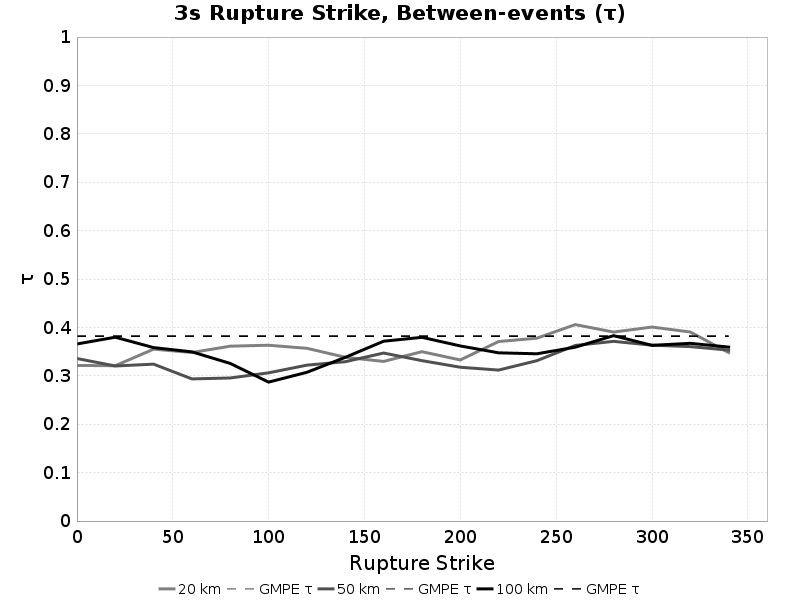 3s Rupture Strike, Between-events (τ)
1
0.9
0.8
0.7
0.6
0.5
τ
0.4
0.3
0.2
0.1
0
0 50 100 150 200 250 300 350
Rupture Strike
20 km GMPE τ 50 km GMPE τ 100 km GMPE τ